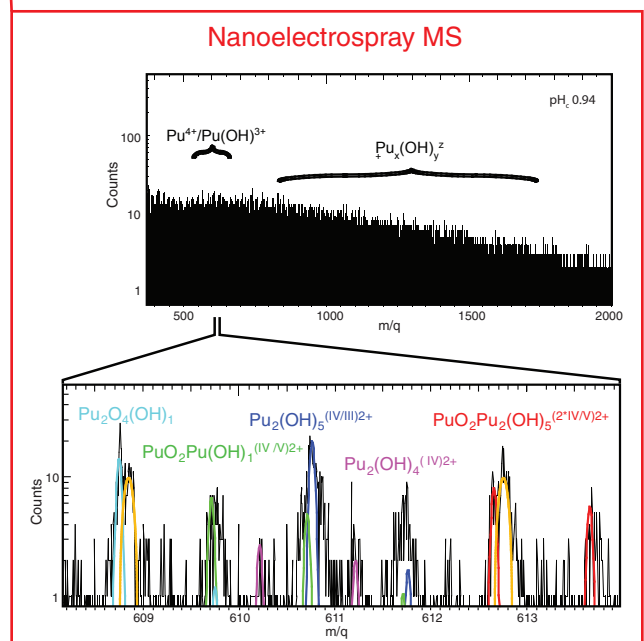 Nanoelectrospray MS
pH꜀ 0.94
Pu⁴⁺/Pu(OH)³⁺
₊Puₓ(OH)ᵧᶻ
Counts
100
10
1
500
1000
1500
2000
m/q
Pu₂O₄(OH)₁
Pu₂(OH)₅⁽ᴵⱽ/ᴵᴵᴵ⁾²⁺
PuO₂Pu₂(OH)₅⁽²*ᴵⱽ/ⱽ⁾²⁺
PuO₂Pu(OH)₁⁽ᴵⱽ /ⱽ⁾²⁺
Pu₂(OH)₄⁽ ᴵⱽ⁾²⁺
Counts
10
1
609
610
611
612
613
m/q